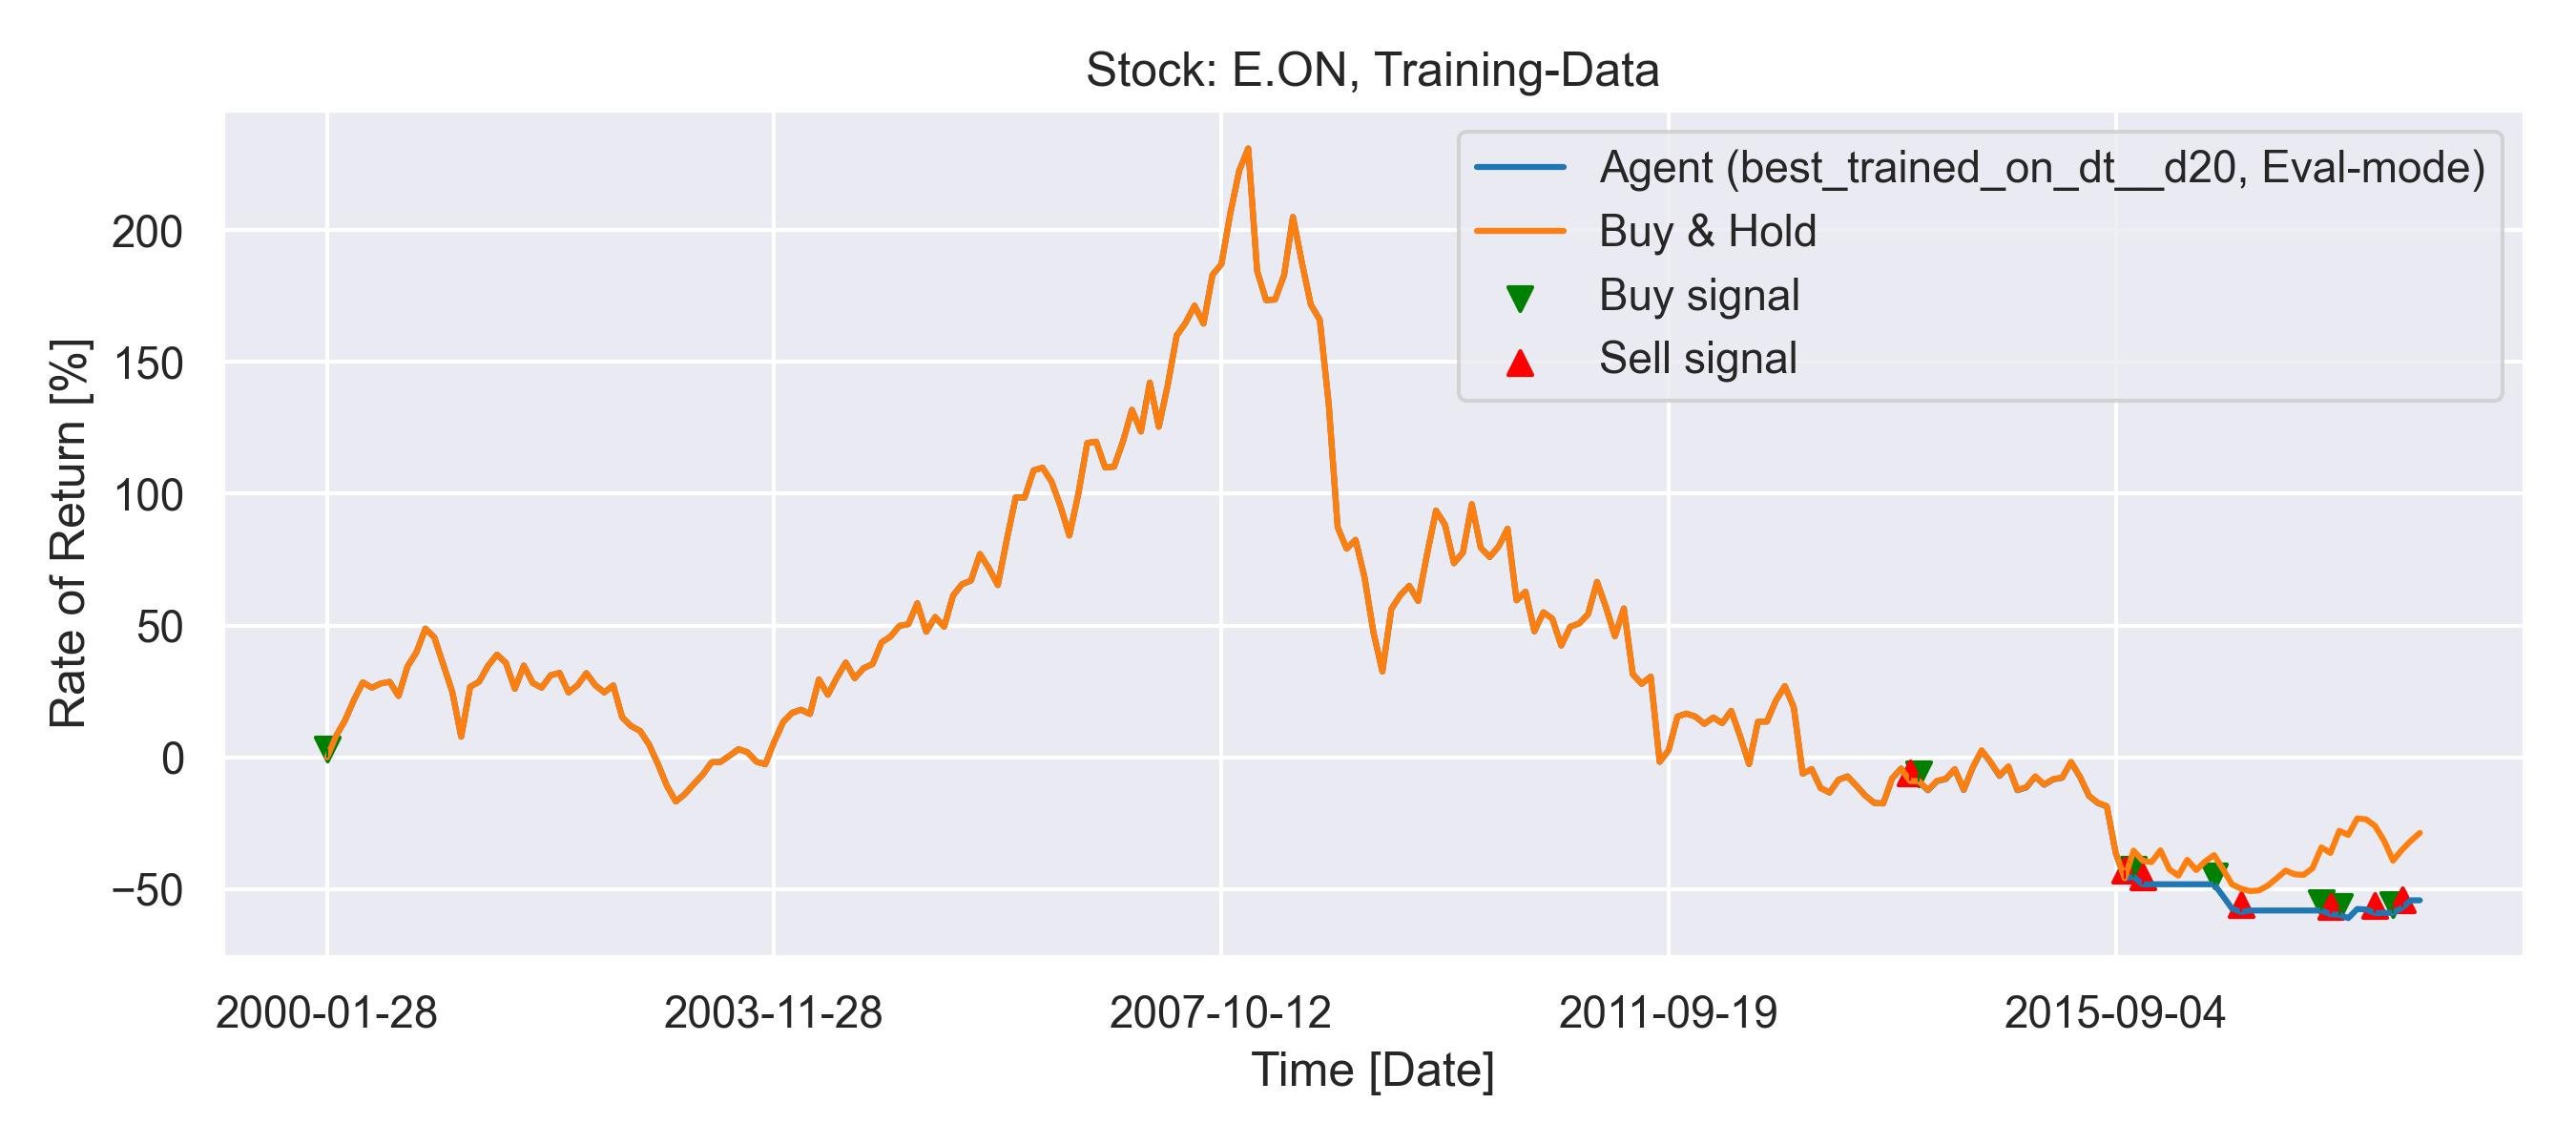 Stock: E.ON, Training-Data
Agent (best_trained_on_dt__d20, Eval-mode)
Buy & Hold
Buy signal
Sell signal
Rate of Return [%]
200
150
100
50
0
−50
2000-01-28 2003-11-28 2007-10-12 2011-09-19 2015-09-04
Time [Date]